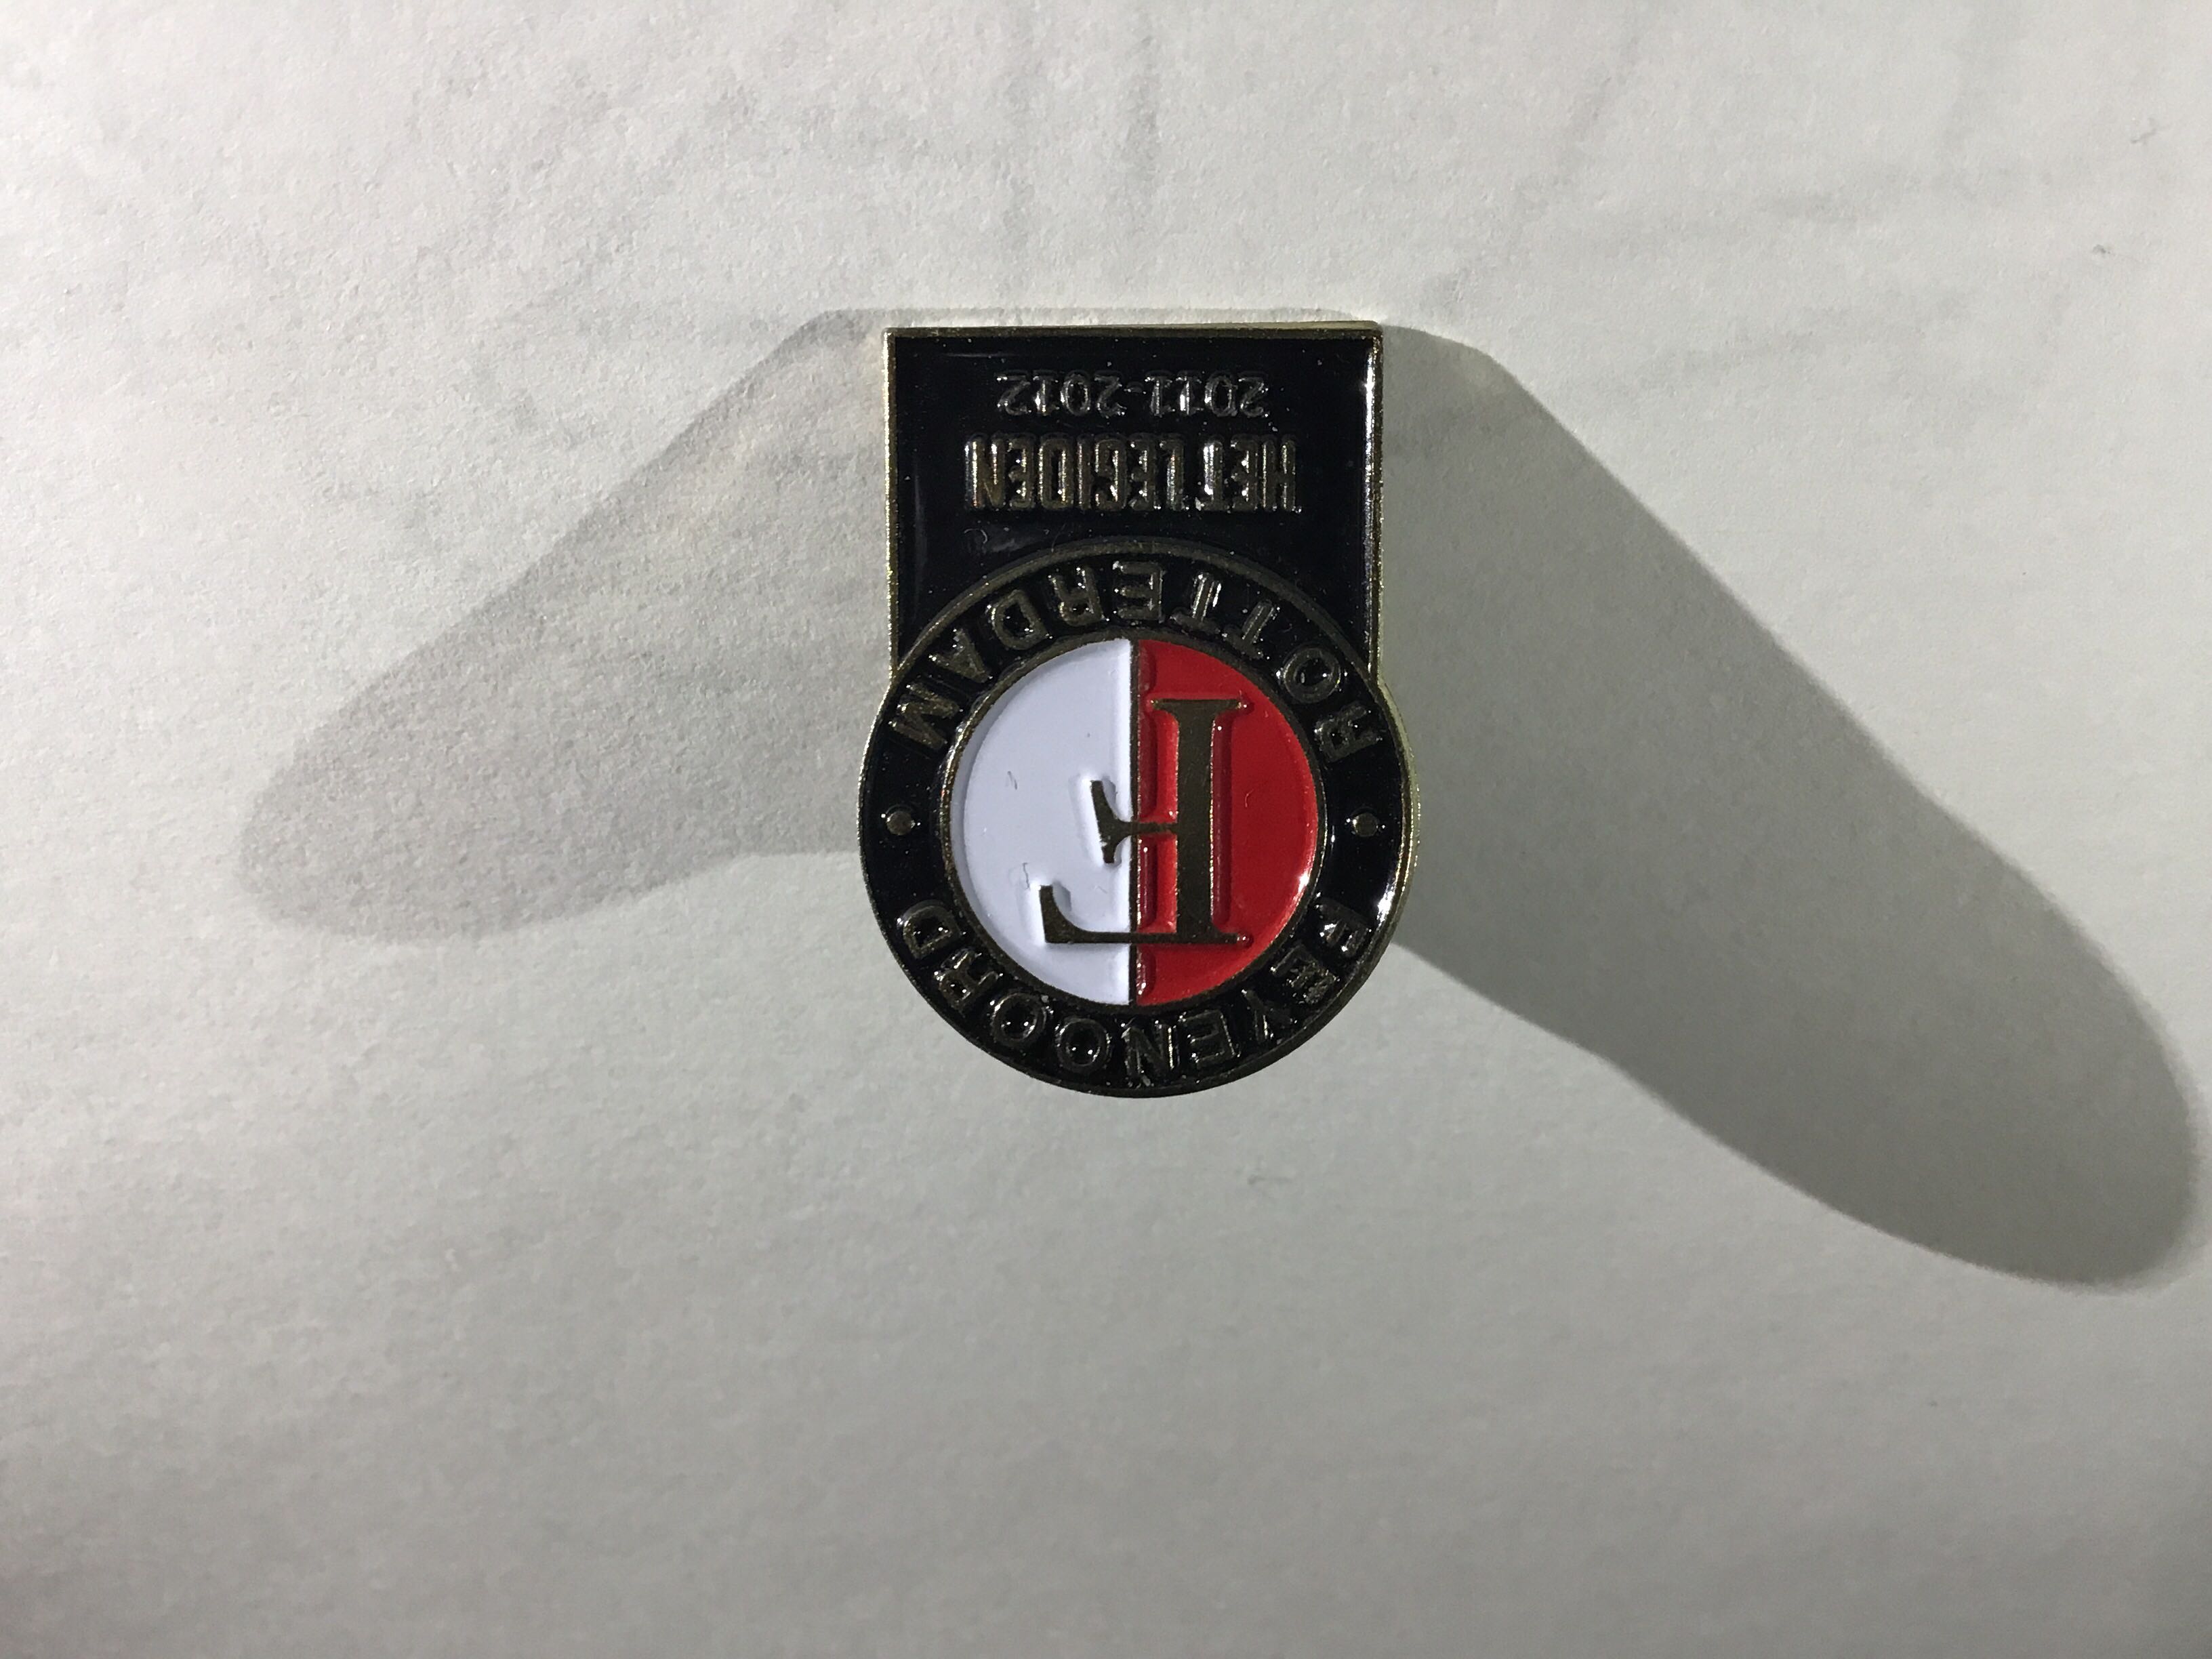 FEYENOORD
F
ROTTERDAM
HET LEGIOEN
2011-2012